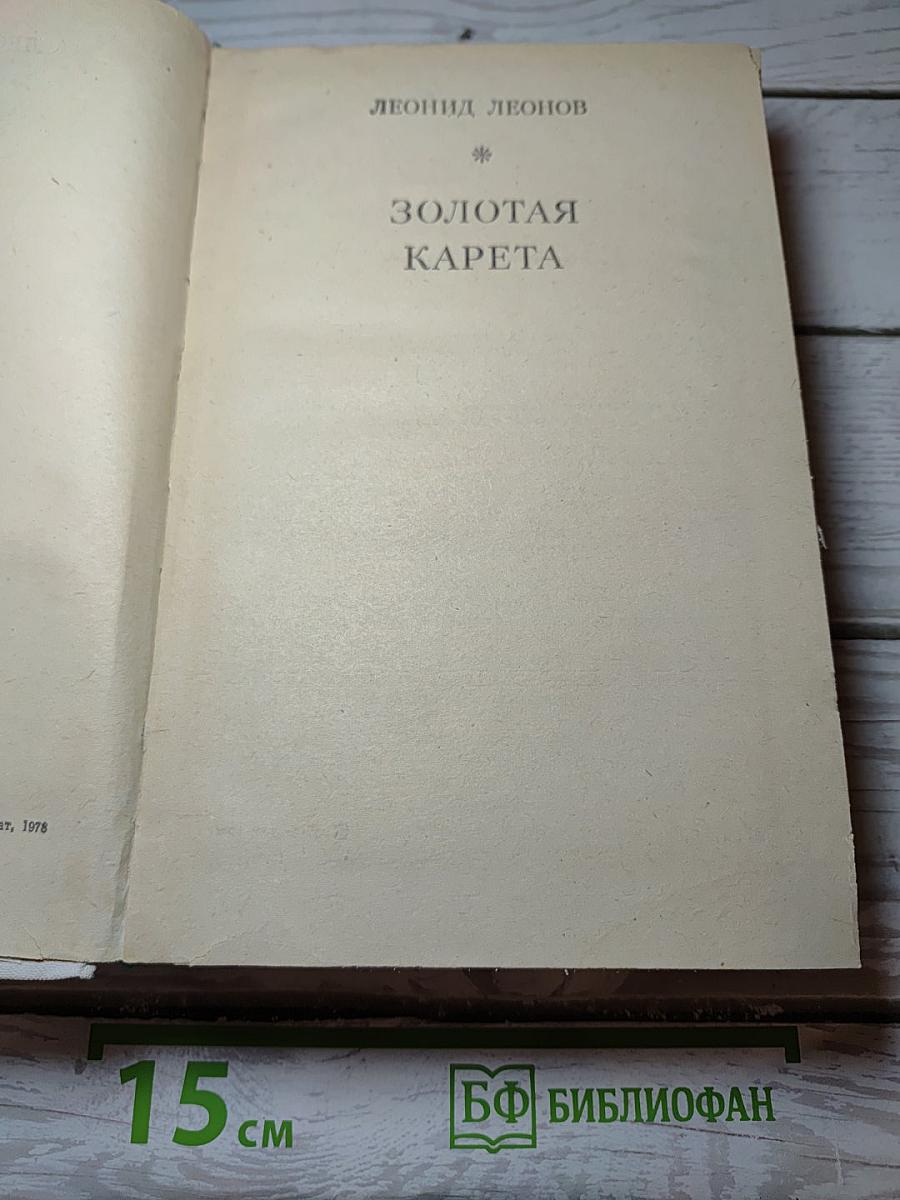 ЛЕОНИД ЛЕОНОВ
*
ЗОЛОТАЯ
КАРЕТА
ат, 1978
15 см
БФ БИБЛИОФАН